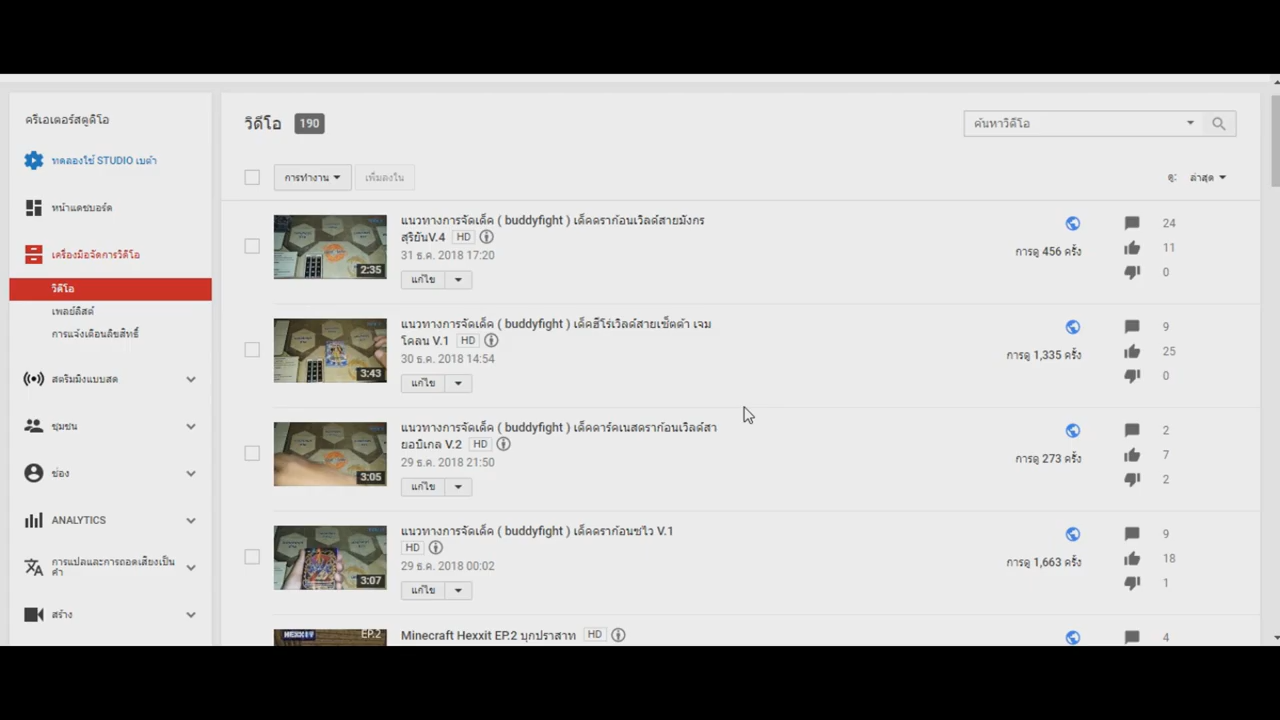 ครีเอเตอร์สตูดิโอ
ทดลองใช้ STUDIO เบต้า
หน้าแดชบอร์ด
เครื่องมือจัดการวิดีโอ
วิดีโอ
เพลย์ลิสต์
การแจ้งเตือนลิขสิทธิ์
สตรีมมิงแบบสด
ชุมชน
ช่อง
ANALYTICS
การแปลและการถอดเสียงเป็น
คำ
สร้าง
วิดีโอ 190
ค้นหาวิดีโอ
การทำงาน เพิ่มลงใน
ดู: ล่าสุด
2:35
แนวทางการจัดเด็ค ( buddyfight ) เด็คดราก้อนเวิลด์สายมังกร
สุริยันV.4 HD
31 ธ.ค. 2018 17:20
แก้ไข
การดู 456 ครั้ง
24
11
0
3:43
แนวทางการจัดเด็ค ( buddyfight ) เด็คฮีโร่เวิลด์สายเซ็ตต้า เจม
โคลน V.1 HD
30 ธ.ค. 2018 14:54
แก้ไข
การดู 1,335 ครั้ง
9
25
0
3:05
แนวทางการจัดเด็ค ( buddyfight ) เด็คดาร์คเนสดราก้อนเวิลด์สา
ยอบิเกล V.2 HD
29 ธ.ค. 2018 21:50
แก้ไข
การดู 273 ครั้ง
2
7
2
3:07
แนวทางการจัดเด็ค ( buddyfight ) เด็คดราก้อนชีไว V.1
HD
29 ธ.ค. 2018 00:02
แก้ไข
การดู 1,663 ครั้ง
9
18
1
HEXXIT EP.2
Minecraft Hexxit EP.2 บุกปราสาท HD
4